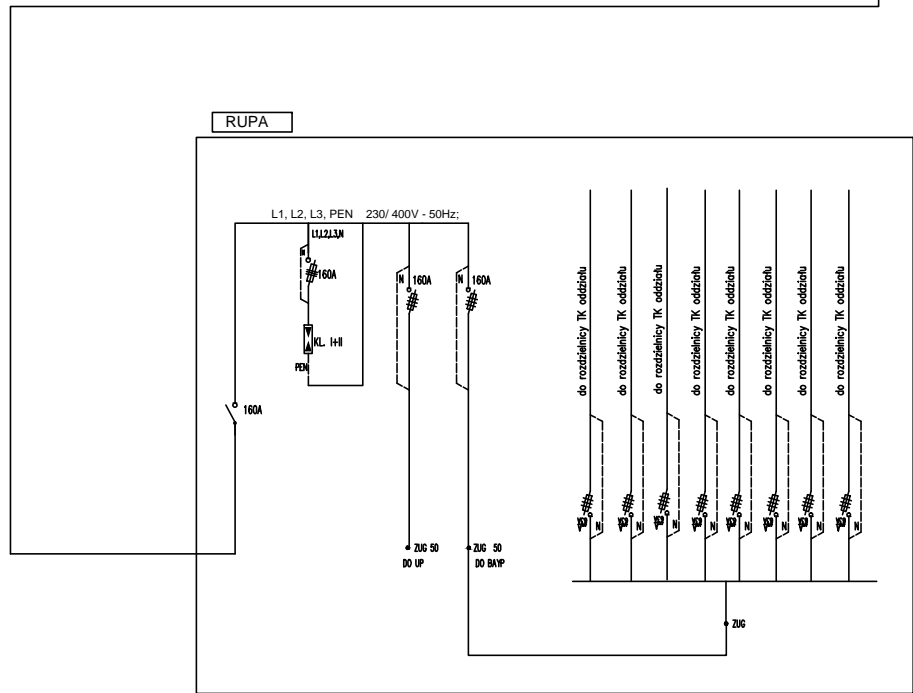 RUPA
L1, L2, L3, PEN 230/ 400V - 50Hz;
L1,L2,L3,N
N
160A
KL. I+II
PEN
160A
N
160A
N
160A
ZUG 50
DO UP
ZUG 50
DO BAYP
do rozdzielnicy TK oddziału
do rozdzielnicy TK oddziału
do rozdzielnicy TK oddziału
do rozdzielnicy TK oddziału
do rozdzielnicy TK oddziału
do rozdzielnicy TK oddziału
do rozdzielnicy TK oddziału
do rozdzielnicy TK oddziału
N
N
N
N
N
N
N
N
ZUG